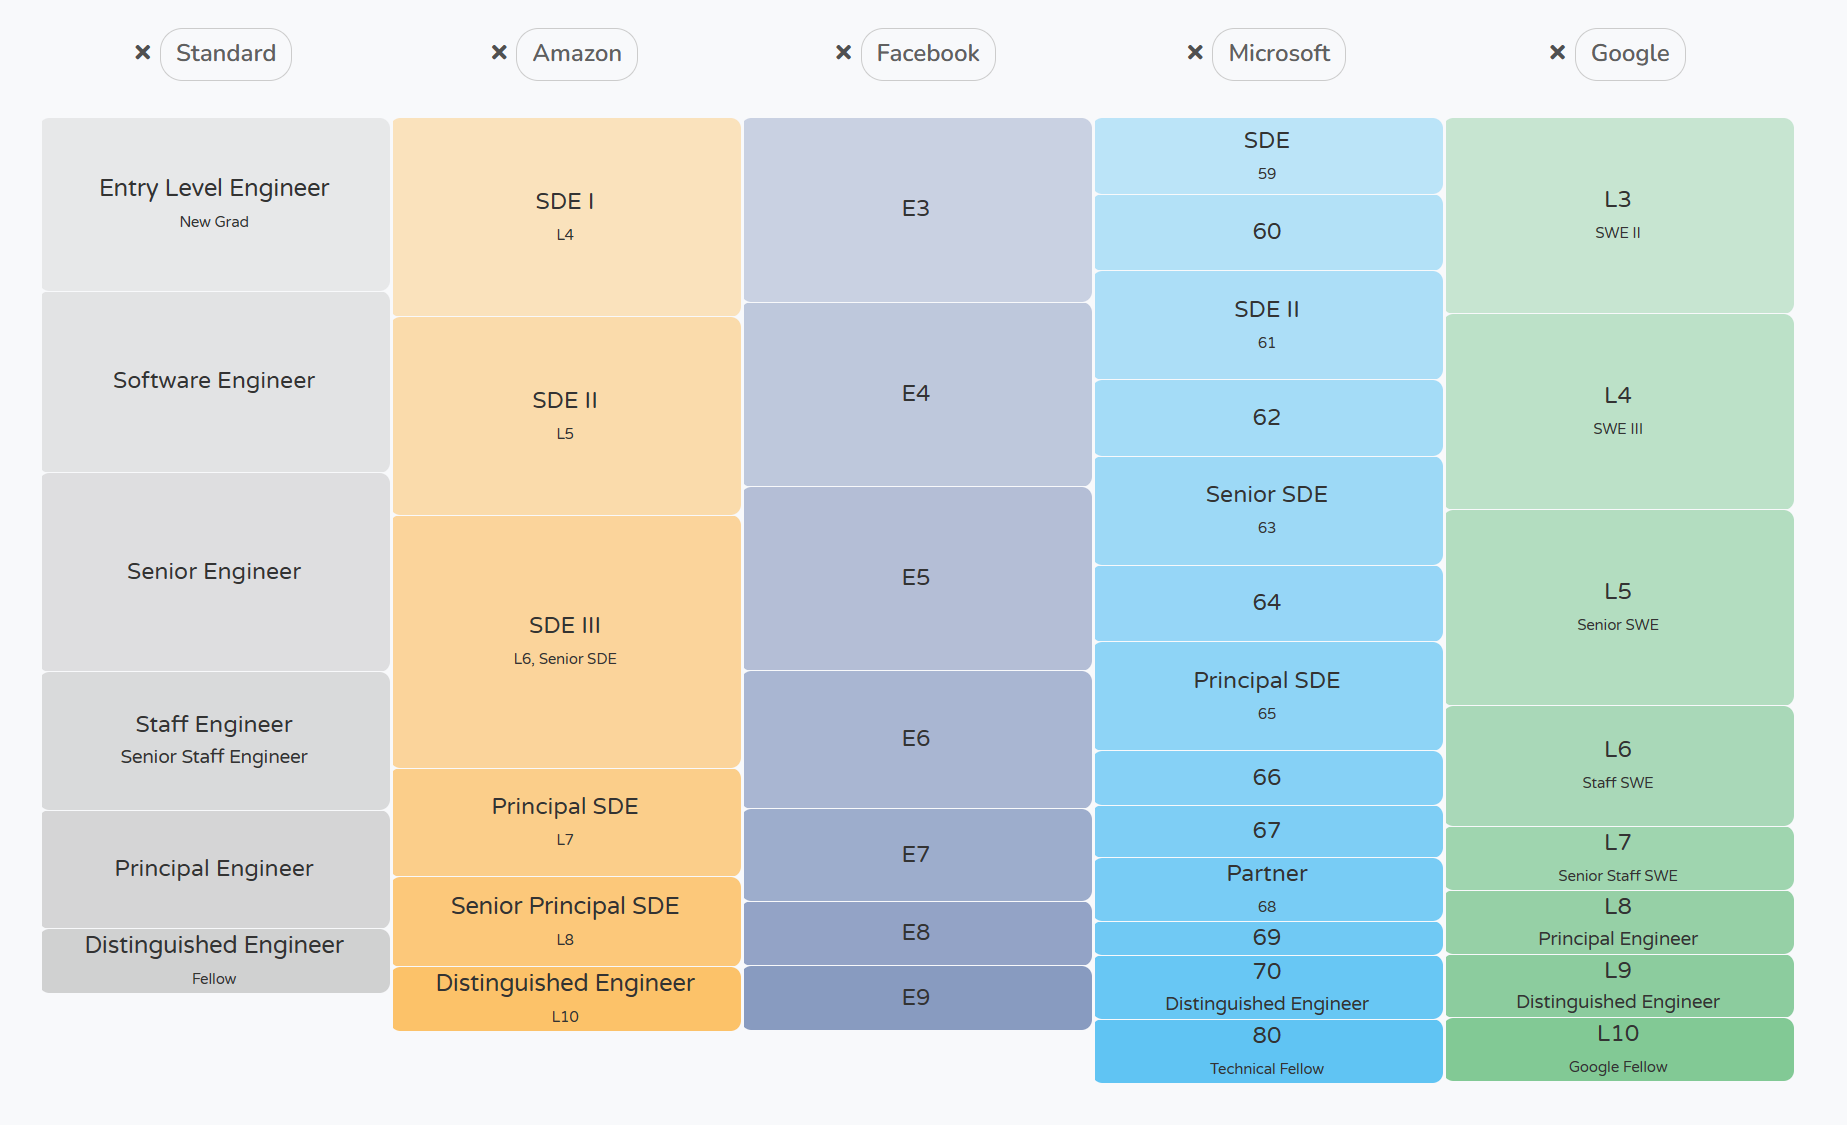 Standard
Amazon
Facebook
Microsoft
Google
Entry Level Engineer
New Grad
Software Engineer
Senior Engineer
Staff Engineer
Senior Staff Engineer
Principal Engineer
Distinguished Engineer
Fellow
SDE I
L4
SDE II
L5
SDE III
L6, Senior SDE
Principal SDE
L7
Senior Principal SDE
L8
Distinguished Engineer
L10
E3
E4
E5
E6
E7
E8
E9
SDE
59
60
SDE II
61
62
Senior SDE
63
64
Principal SDE
65
66
67
Partner
68
69
70
Distinguished Engineer
80
Technical Fellow
L3
SWE II
L4
SWE III
L5
Senior SWE
L6
Staff SWE
L7
Senior Staff SWE
L8
Principal Engineer
L9
Distinguished Engineer
L10
Google Fellow